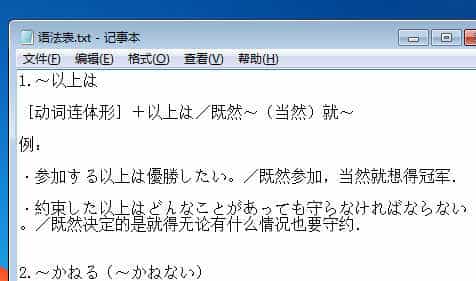 语法表.txt - 记事本
文件(F) 编辑(E) 格式(O) 查看(V) 帮助(H)
1.～以上は
[动词连体形]＋以上は／既然～（当然）就～
例:
・参加する以上は優勝したい。／既然参加,当然就想得冠军.
・約束した以上はどんなことがあっても守らなければならない
。／既然决定的是就得无论有什么情况也要守约.
2.～かねる（～かねない）